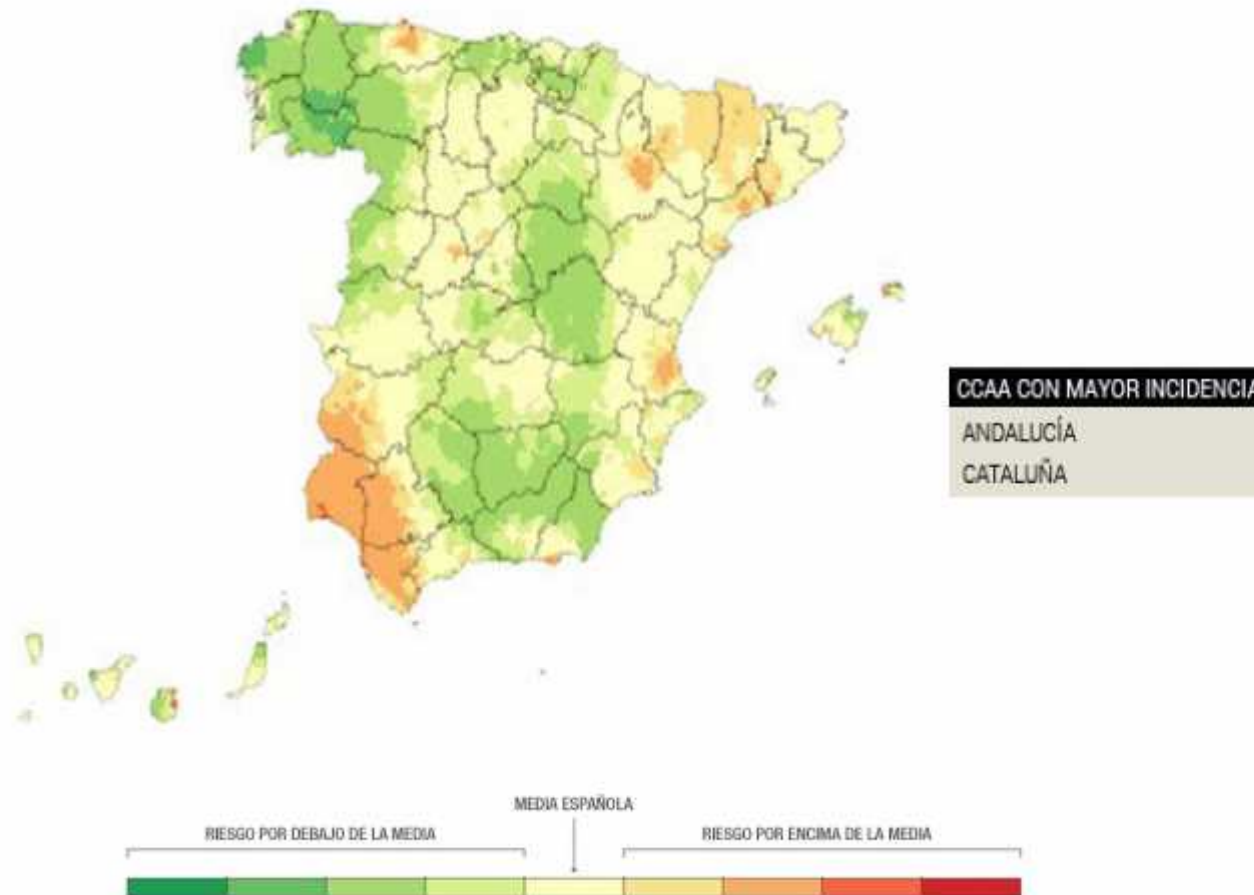 CCAA CON MAYOR INCIDENCIA
ANDALUCÍA
CATALUÑA
MEDIA ESPAÑOLA
RIESGO POR DEBAJO DE LA MEDIA
RIESGO POR ENCIMA DE LA MEDIA